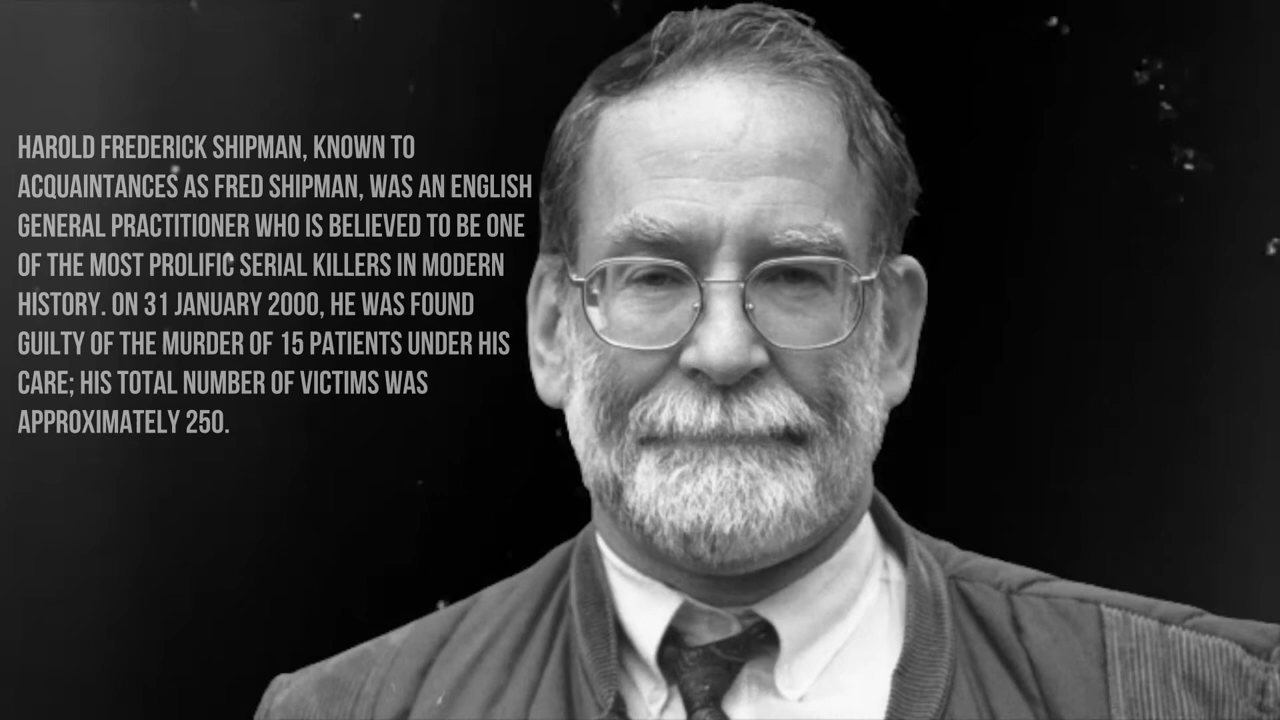 HAROLD FREDERICK SHIPMAN, KNOWN TO
ACQUAINTANCES AS FRED SHIPMAN, WAS AN ENGLISH
GENERAL PRACTITIONER WHO IS BELIEVED TO BE ONE
OF THE MOST PROLIFIC SERIAL KILLERS IN MODERN
HISTORY. ON 31 JANUARY 2000, HE WAS FOUND
GUILTY OF THE MURDER OF 15 PATIENTS UNDER HIS
CARE; HIS TOTAL NUMBER OF VICTIMS WAS
APPROXIMATELY 250.